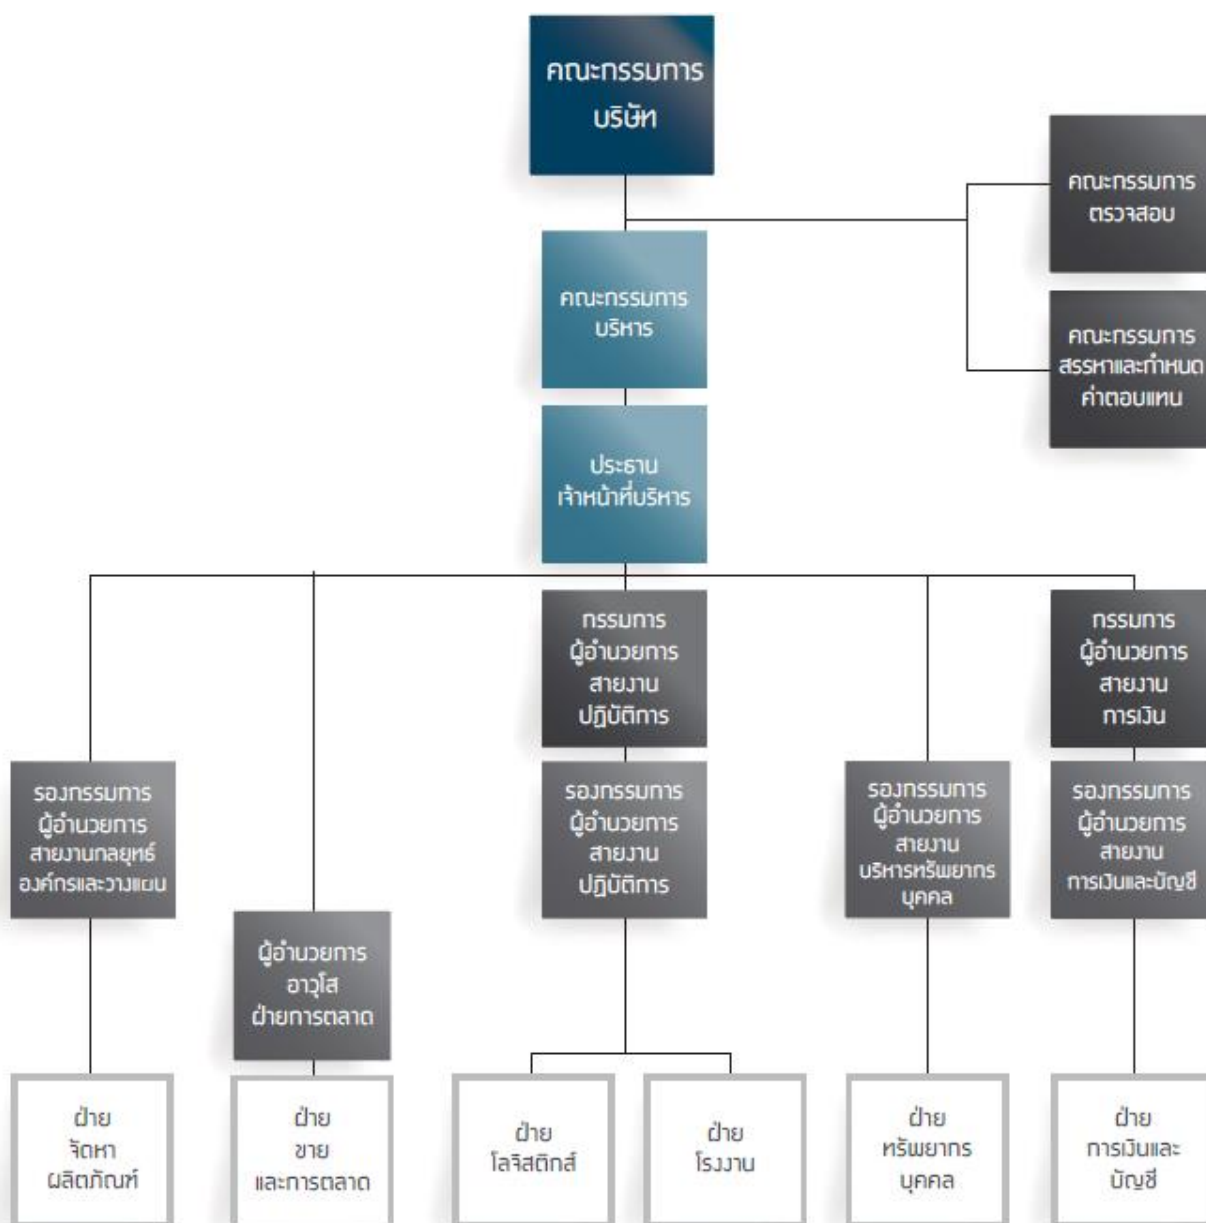 คณะกรรมการ
บริษัท
คณะกรรมการ
ตรวจสอบ
คณะกรรมการ
บริหาร
คณะกรรมการ
สรรหาและกำหนด
ค่าตอบแทน
ประธาน
เจ้าหน้าที่บริหาร
กรรมการ
ผู้อำนวยการ
สายงาน
ปฏิบัติการ
กรรมการ
ผู้อำนวยการ
สายงาน
การเงิน
รองกรรมการ
ผู้อำนวยการ
สายงานกลยุทธ์
องค์กรและวางแผน
รองกรรมการ
ผู้อำนวยการ
สายงาน
ปฏิบัติการ
รองกรรมการ
ผู้อำนวยการ
สายงาน
บริหารทรัพยากร
บุคคล
รองกรรมการ
ผู้อำนวยการ
สายงาน
การเงินและบัญชี
ผู้อำนวยการ
อาวุโส
ฝ่ายการตลาด
ฝ่าย
จัดหา
ผลิตภัณฑ์
ฝ่าย
ขาย
และการตลาด
ฝ่าย
โลจิสติกส์
ฝ่าย
โรงงาน
ฝ่าย
ทรัพยากร
บุคคล
ฝ่าย
การเงินและ
บัญชี